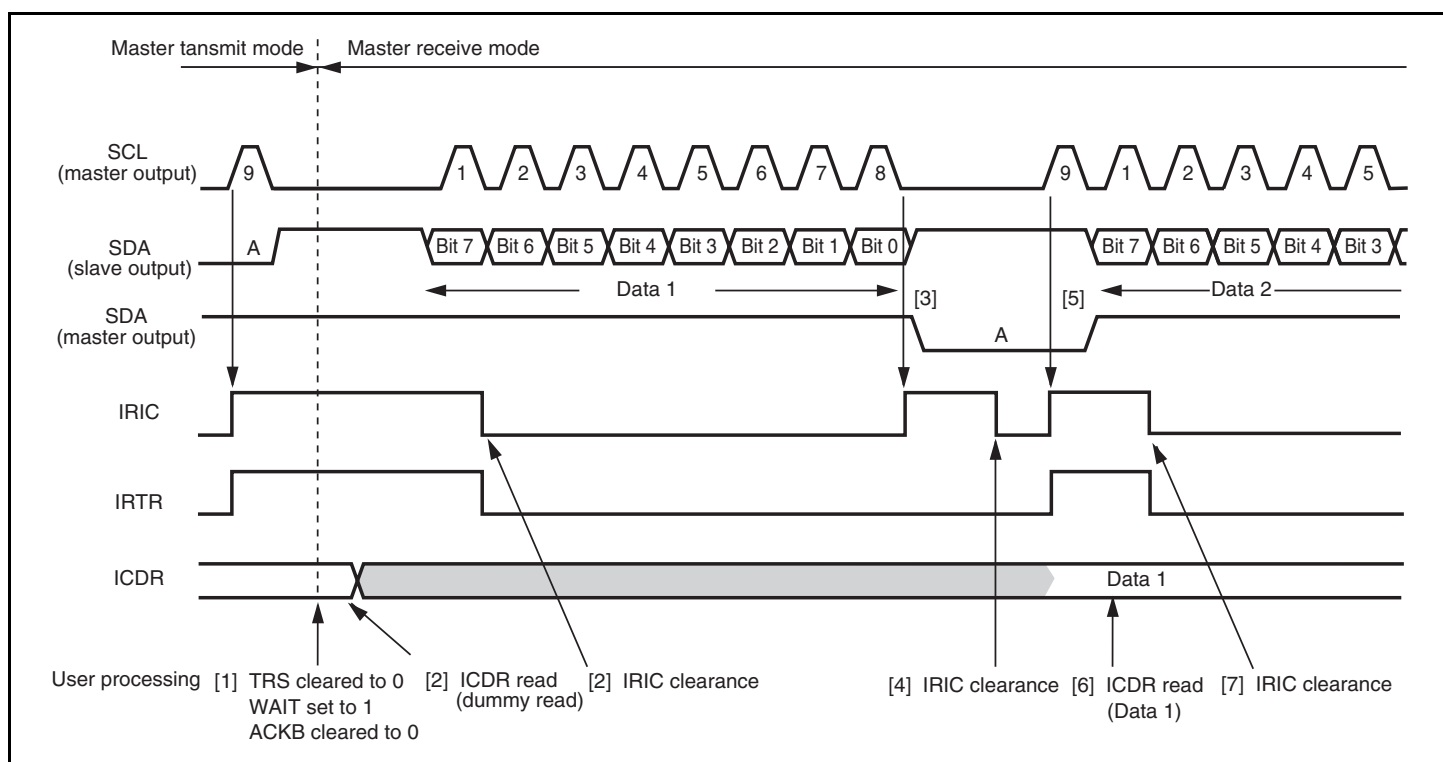 Master tansmit mode Master receive mode
SCL
(master output)
9 1 2 3 4 5 6 7 8 9 1 2 3 4 5
SDA
(slave output)
A Bit 7 Bit 6 Bit 5 Bit 4 Bit 3 Bit 2 Bit 1 Bit 0 Bit 7 Bit 6 Bit 5 Bit 4 Bit 3
Data 1 [3] [5] Data 2
SDA
(master output)
A
IRIC
IRTR
ICDR
Data 1
User processing [1] TRS cleared to 0
WAIT set to 1
ACKB cleared to 0
[2] ICDR read
(dummy read)
[2] IRIC clearance
[4] IRIC clearance
[6] ICDR read
(Data 1)
[7] IRIC clearance